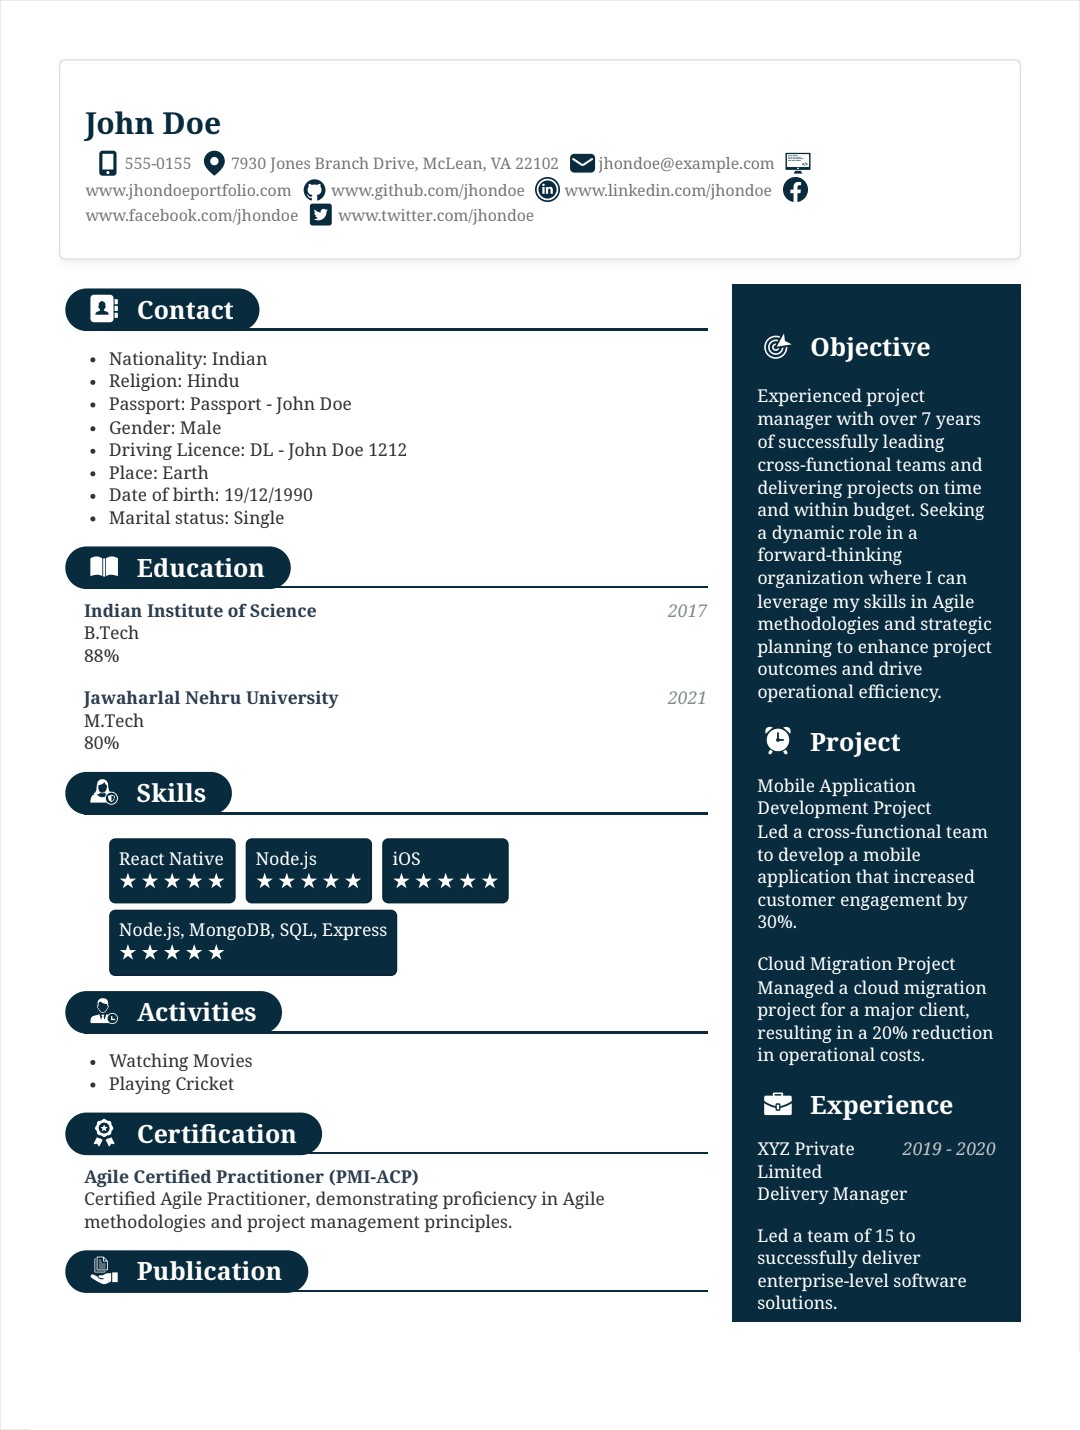 John Doe
555-0155 7930 Jones Branch Drive, McLean, VA 22102 jhondoe@example.com
www.jhondoeportfolio.com www.github.com/jhondoe www.linkedin.com/jhondoe
www.facebook.com/jhondoe www.twitter.com/jhondoe
Contact
Nationality: Indian
Religion: Hindu
Passport: Passport - John Doe
Gender: Male
Driving Licence: DL - John Doe 1212
Place: Earth
Date of birth: 19/12/1990
Marital status: Single
Education
Indian Institute of Science 2017
B.Tech
88%
Jawaharlal Nehru University 2021
M.Tech
80%
Skills
React Native Node.js iOS
★★★★★ ★★★★★ ★★★★★
Node.js, MongoDB, SQL, Express
★★★★★
Activities
Watching Movies
Playing Cricket
Certification
Agile Certified Practitioner (PMI-ACP)
Certified Agile Practitioner, demonstrating proficiency in Agile
methodologies and project management principles.
Publication
Objective
Experienced project
manager with over 7 years
of successfully leading
cross-functional teams and
delivering projects on time
and within budget. Seeking
a dynamic role in a
forward-thinking
organization where I can
leverage my skills in Agile
methodologies and strategic
planning to enhance project
outcomes and drive
operational efficiency.
Project
Mobile Application
Development Project
Led a cross-functional team
to develop a mobile
application that increased
customer engagement by
30%.
Cloud Migration Project
Managed a cloud migration
project for a major client,
resulting in a 20% reduction
in operational costs.
Experience
XYZ Private 2019 - 2020
Limited
Delivery Manager
Led a team of 15 to
successfully deliver
enterprise-level software
solutions.